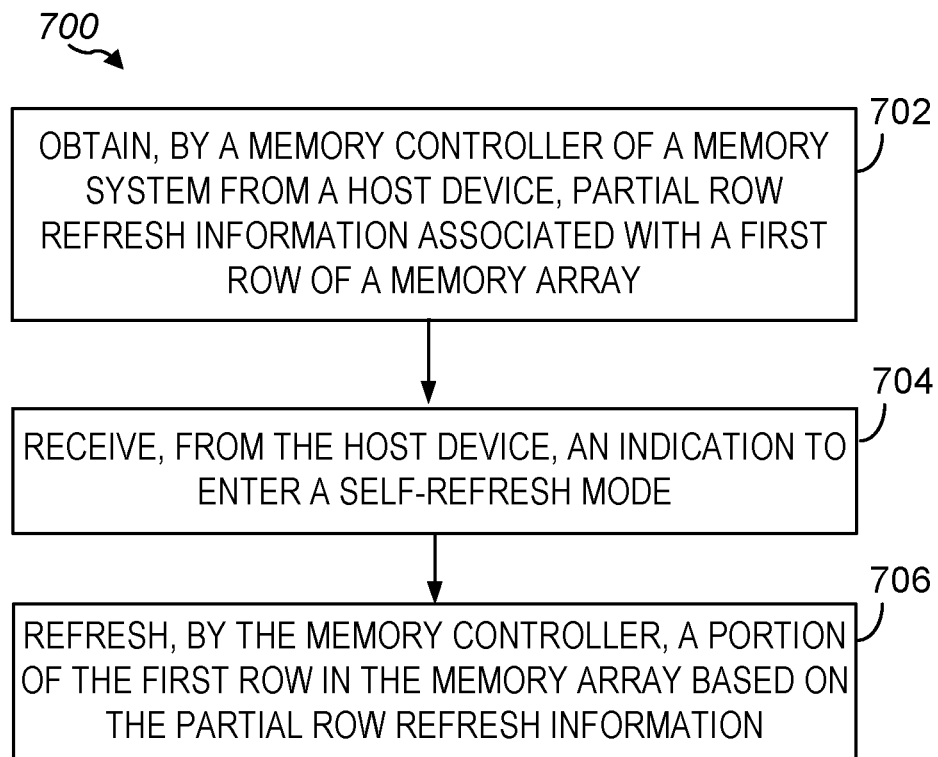 700
702
OBTAIN, BY A MEMORY CONTROLLER OF A MEMORY
SYSTEM FROM A HOST DEVICE, PARTIAL ROW
REFRESH INFORMATION ASSOCIATED WITH A FIRST
ROW OF A MEMORY ARRAY
704
RECEIVE, FROM THE HOST DEVICE, AN INDICATION TO
ENTER A SELF-REFRESH MODE
706
REFRESH, BY THE MEMORY CONTROLLER, A PORTION
OF THE FIRST ROW IN THE MEMORY ARRAY BASED ON
THE PARTIAL ROW REFRESH INFORMATION